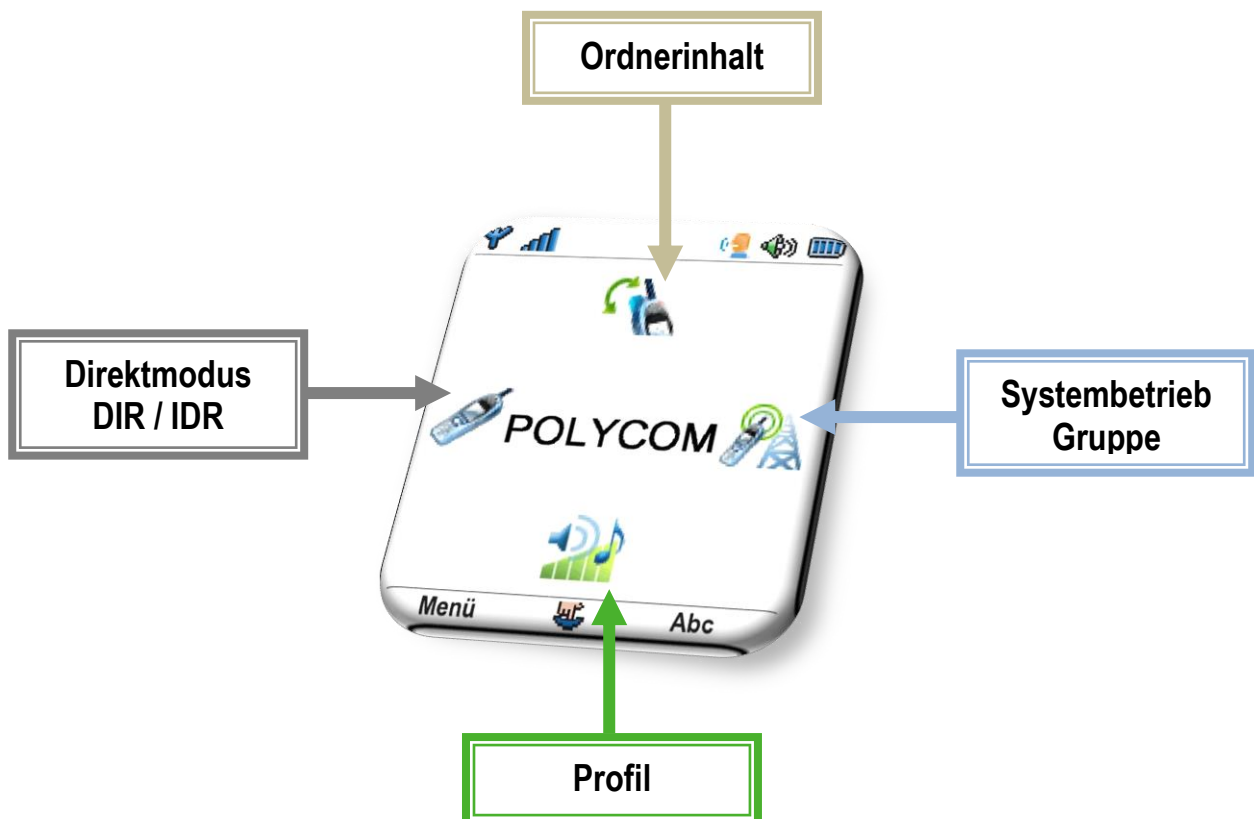 Ordnerinhalt
Direktmodus
DIR / IDR
Systembetrieb
Gruppe
POLYCOM
Menü
Abc
Profil